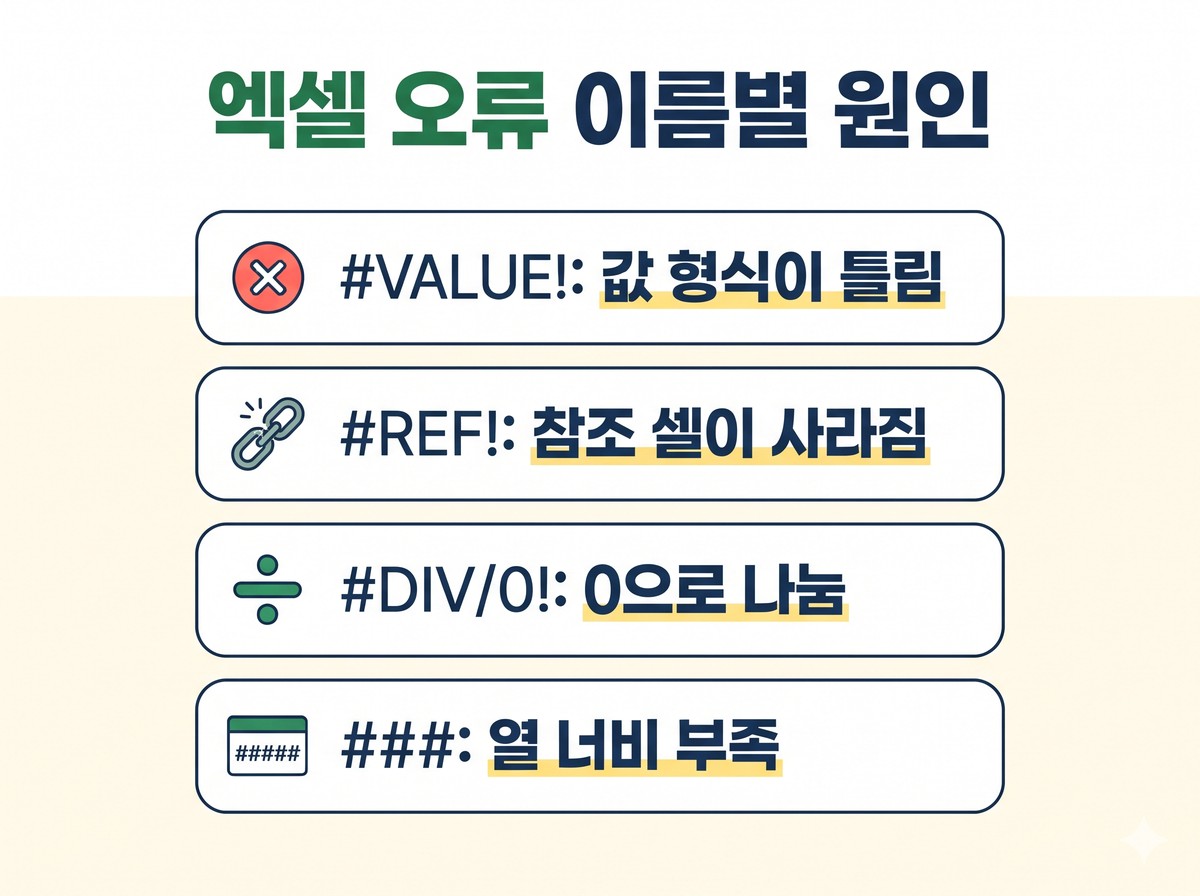 엑셀 오류 이름별 원인
#VALUE!: 값 형식이 틀림
#REF!: 참조 셀이 사라짐
#DIV/0!: 0으로 나눔
#####
###: 열 너비 부족